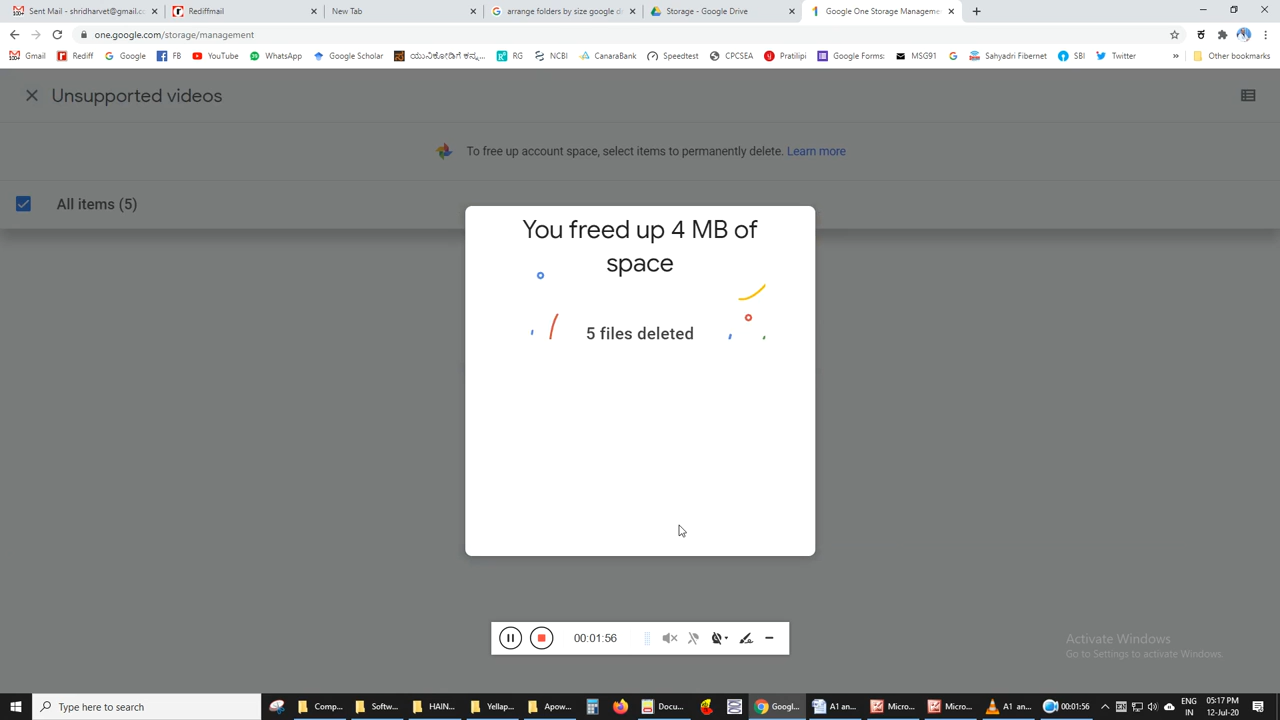 Sent Mail - shridharvet@gmail.cc
Rediffmail
New Tab
arrange folders by size google d
Storage - Google Drive
Google One Storage Manageme
one.google.com/storage/management
Gmail Rediff Google FB YouTube WhatsApp Google Scholar ಯುನಿಕೋಡಿಗೆ ಕನ್ನ... RG NCBI CanaraBank Speedtest CPCSEA Pratilipi Google Forms: MSG91 Sahyadri Fibernet SBI Twitter » Other bookmarks
Unsupported videos
To free up account space, select items to permanently delete. Learn more
All items (5)
You freed up 4 MB of
space
5 files deleted
00:01:56
Activate Windows
Go to Settings to activate Windows.
Type here to search
Comp... Softw... HAIN... Yellap... Apow... Docu... Googl... A1 an... Micro... Micro... A1 an... 00:01:56
ENG
IN
05:17 PM
12-Jul-20